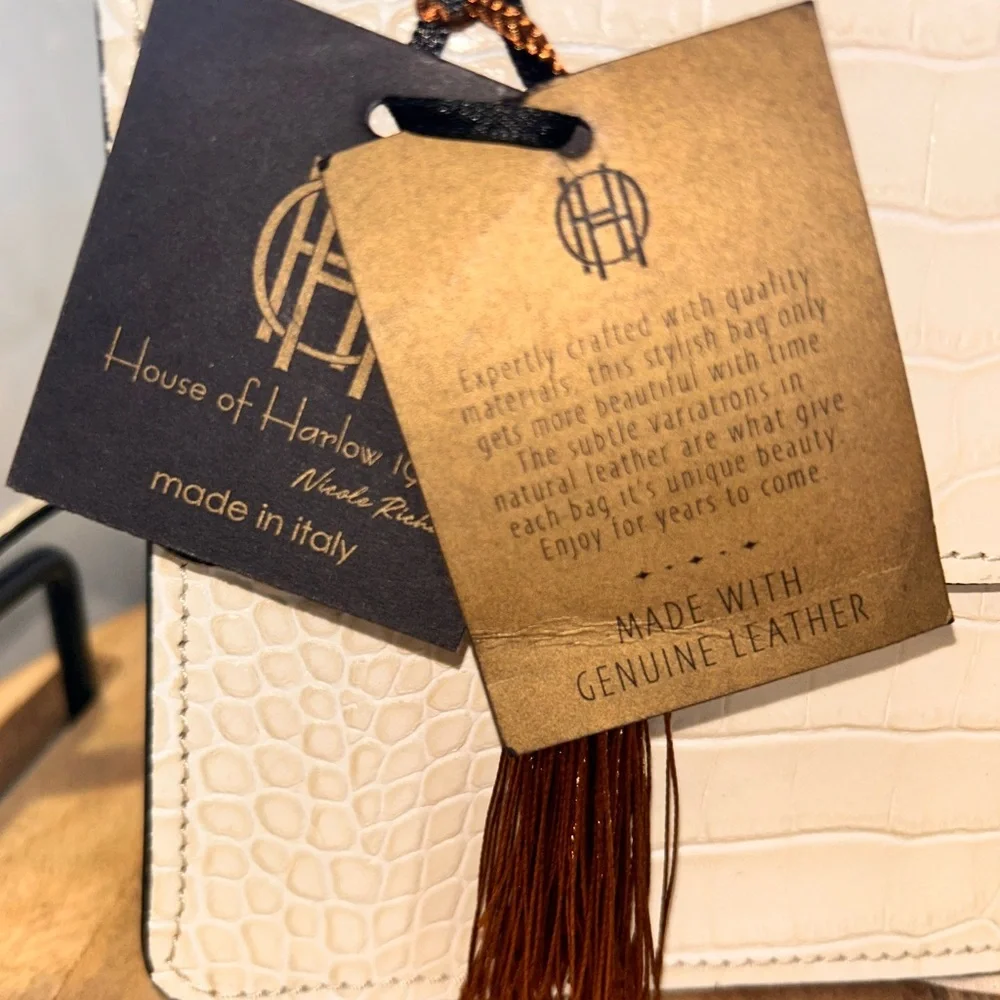 House of Harlow 19
Nicole Rich
made in italy
Expertly crafted with quality
materials, this stylish bag only
gets more beautiful with time
The subtle variations in
natural leather are what give
each bag it's unique beauty.
Enjoy for years to come.
MADE WITH
GENUINE LEATHER